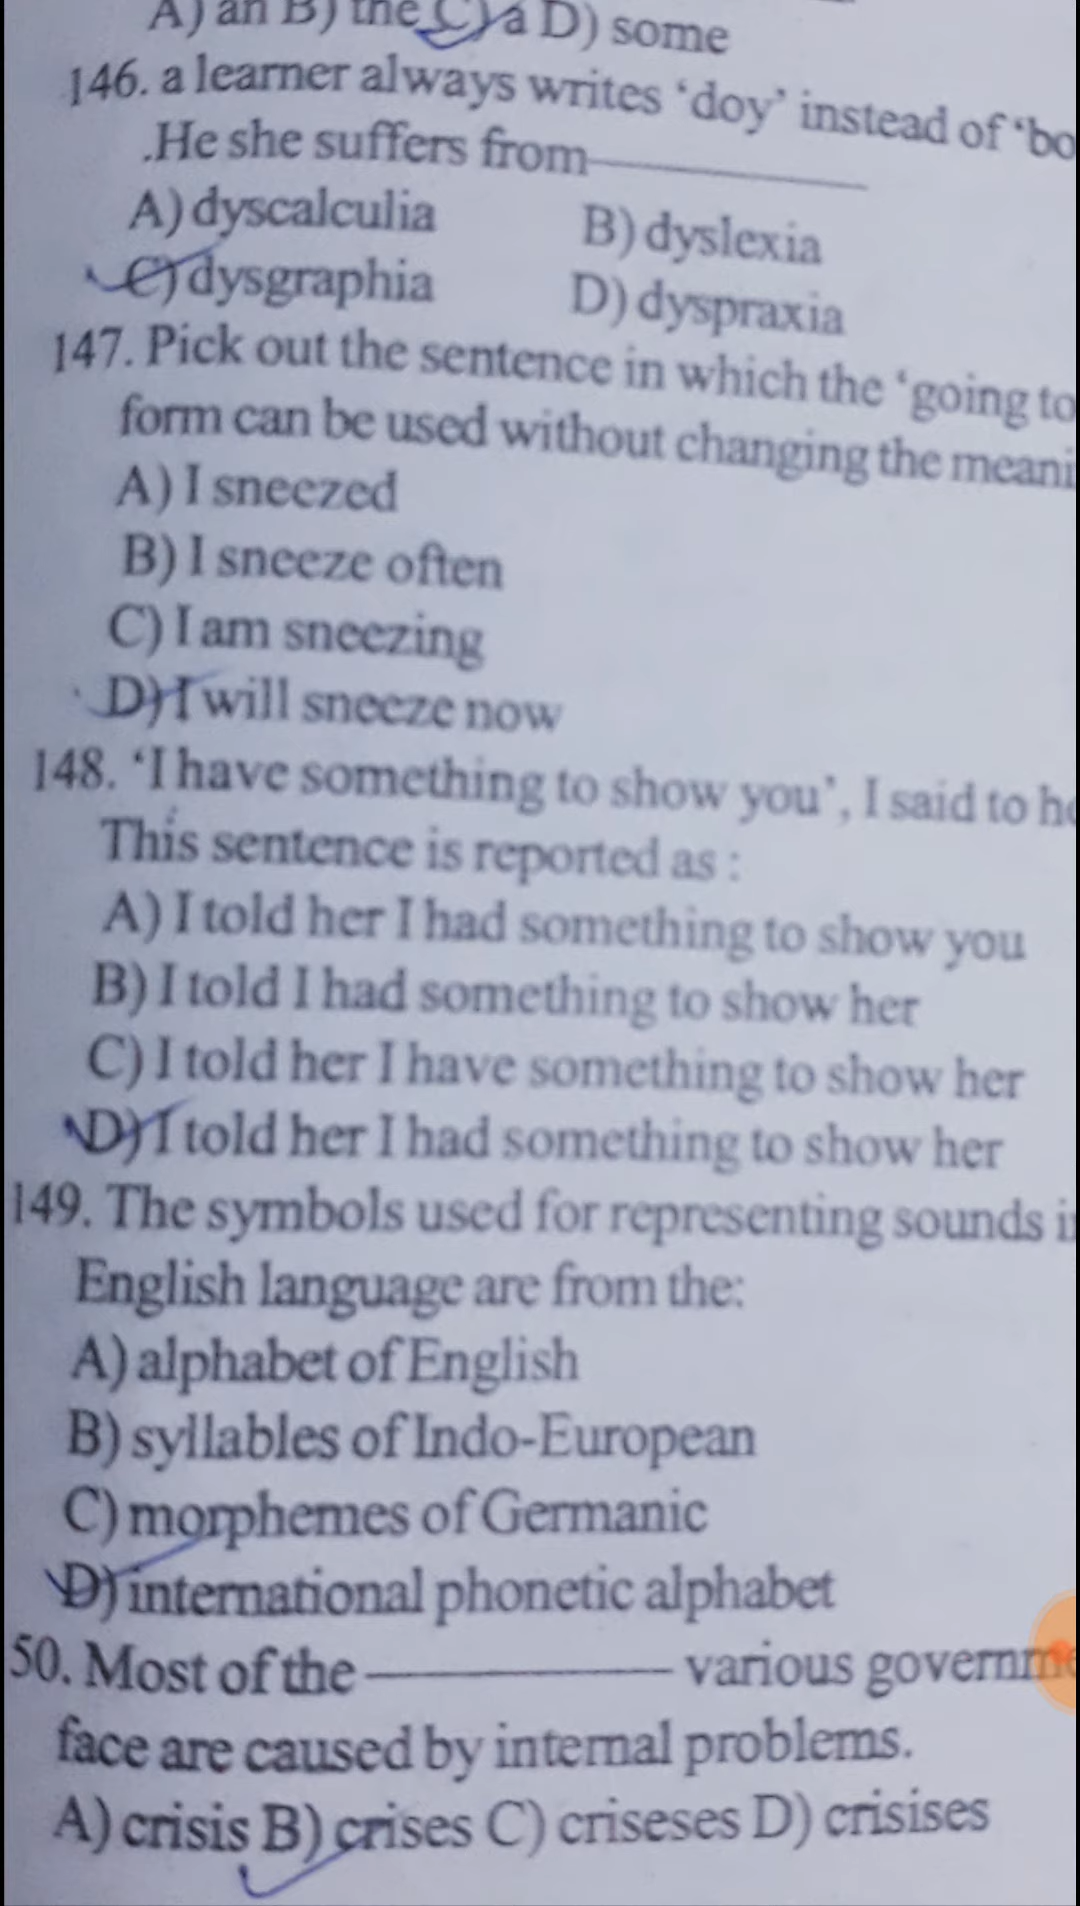 A) an B) the C) a D) some
146. a learner always writes ‘doy’ instead of ‘bo
.He she suffers from
A) dyscalculia B) dyslexia
C) dysgraphia D) dyspraxia
147. Pick out the sentence in which the ‘going to
form can be used without changing the meani
A) I sneezed
B) I sneeze often
C) I am sneezing
D) I will sneeze now
148. ‘I have something to show you’, I said to he
This sentence is reported as :
A) I told her I had something to show you
B) I told I had something to show her
C) I told her I have something to show her
D) I told her I had something to show her
149. The symbols used for representing sounds i
English language are from the:
A) alphabet of English
B) syllables of Indo-European
C) morphemes of Germanic
D) international phonetic alphabet
50. Most of the ———— various governme
face are caused by internal problems.
A) crisis B) crises C) criseses D) crisises